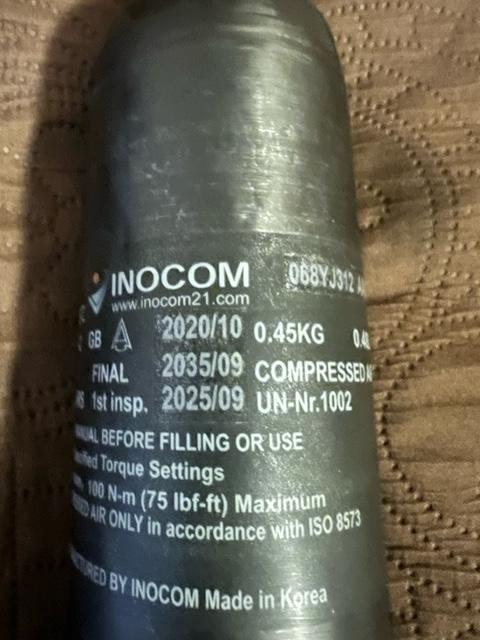 INOCOM 068YJ312
www.inocom21.com
GB 2020/10 0.45KG
FINAL 2035/09 COMPRESSED
1st insp. 2025/09 UN-Nr.1002
BEFORE FILLING OR USE
Torque Settings
100 N-m (75 lbf-ft) Maximum
AIR ONLY in accordance with ISO 8573
BY INOCOM Made in Korea